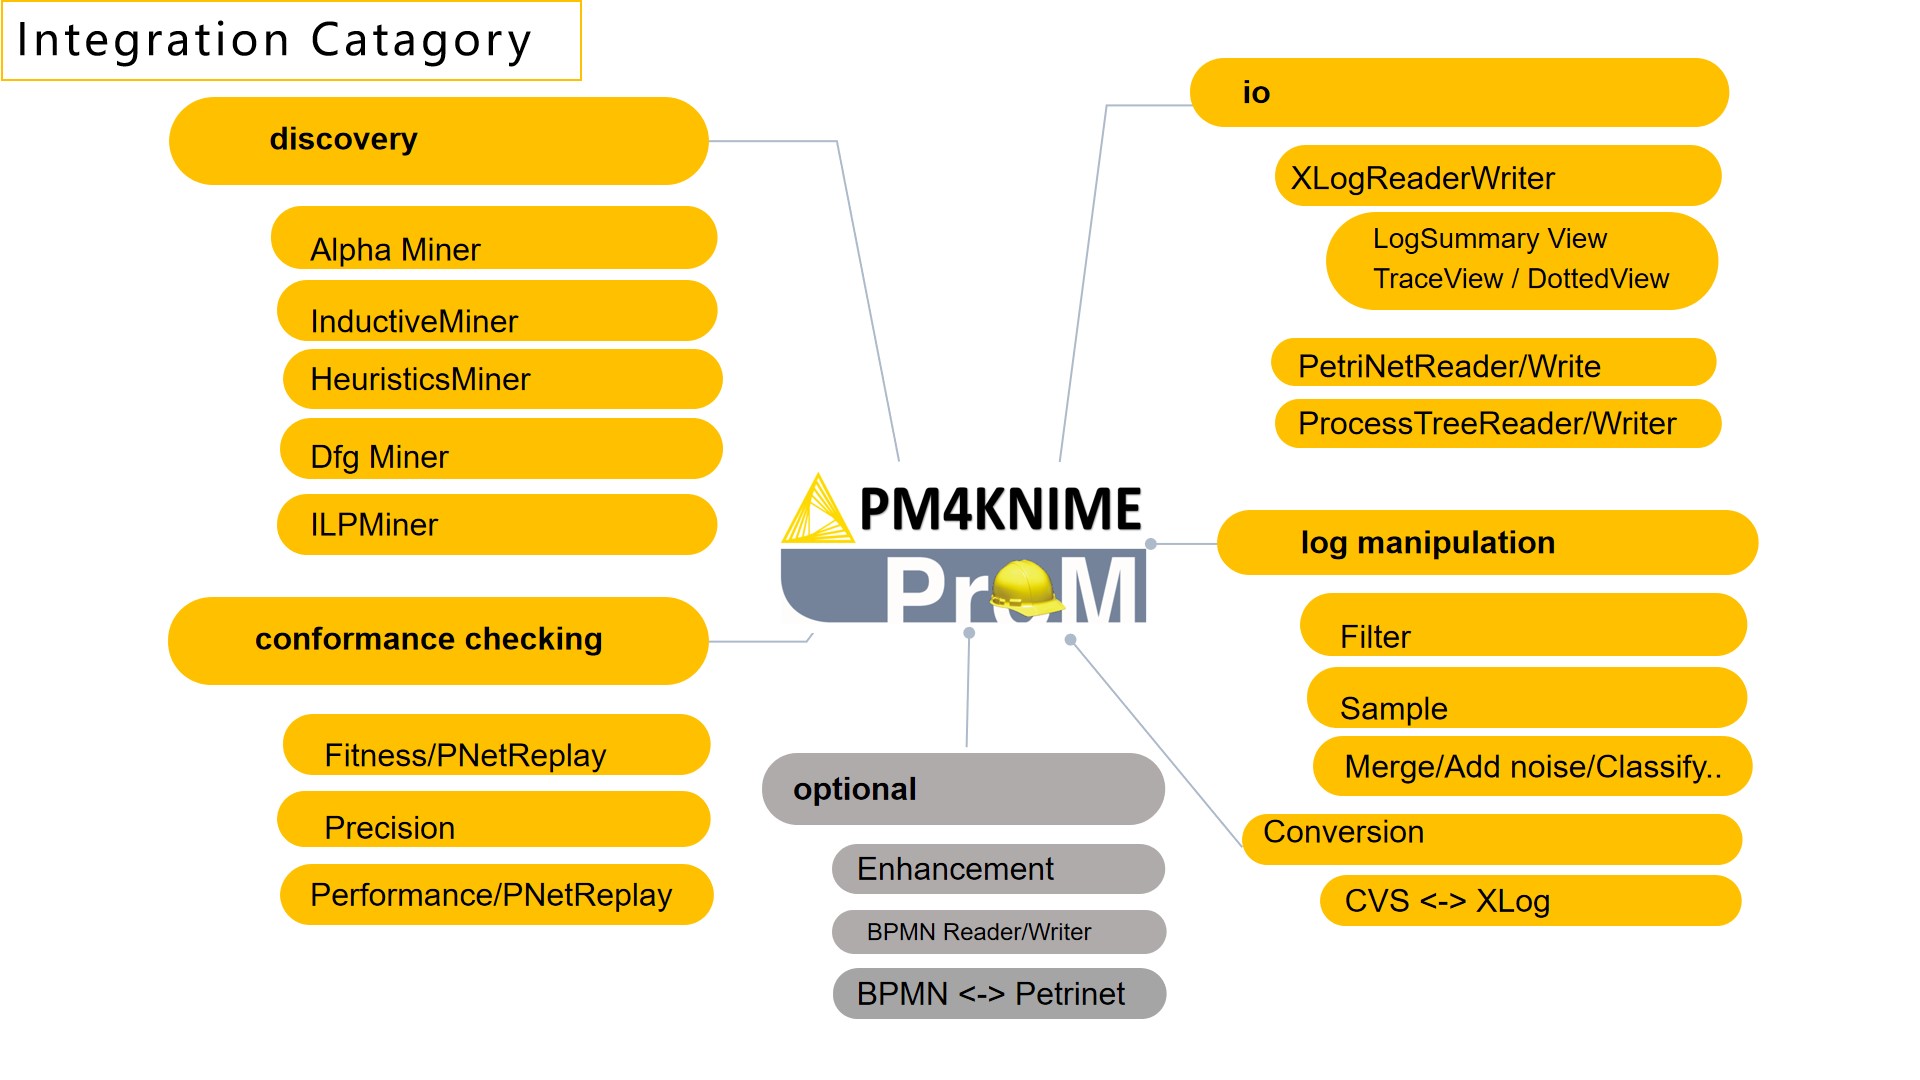 Integration Catagory
discovery
Alpha Miner
InductiveMiner
HeuristicsMiner
Dfg Miner
ILPMiner
conformance checking
Fitness/PNetReplay
Precision
Performance/PNetReplay
PM4KNIME
ProM
optional
Enhancement
BPMN Reader/Writer
BPMN <-> Petrinet
io
XLogReaderWriter
LogSummary View
TraceView / DottedView
PetriNetReader/Write
ProcessTreeReader/Writer
log manipulation
Filter
Sample
Merge/Add noise/Classify..
Conversion
CVS <-> XLog